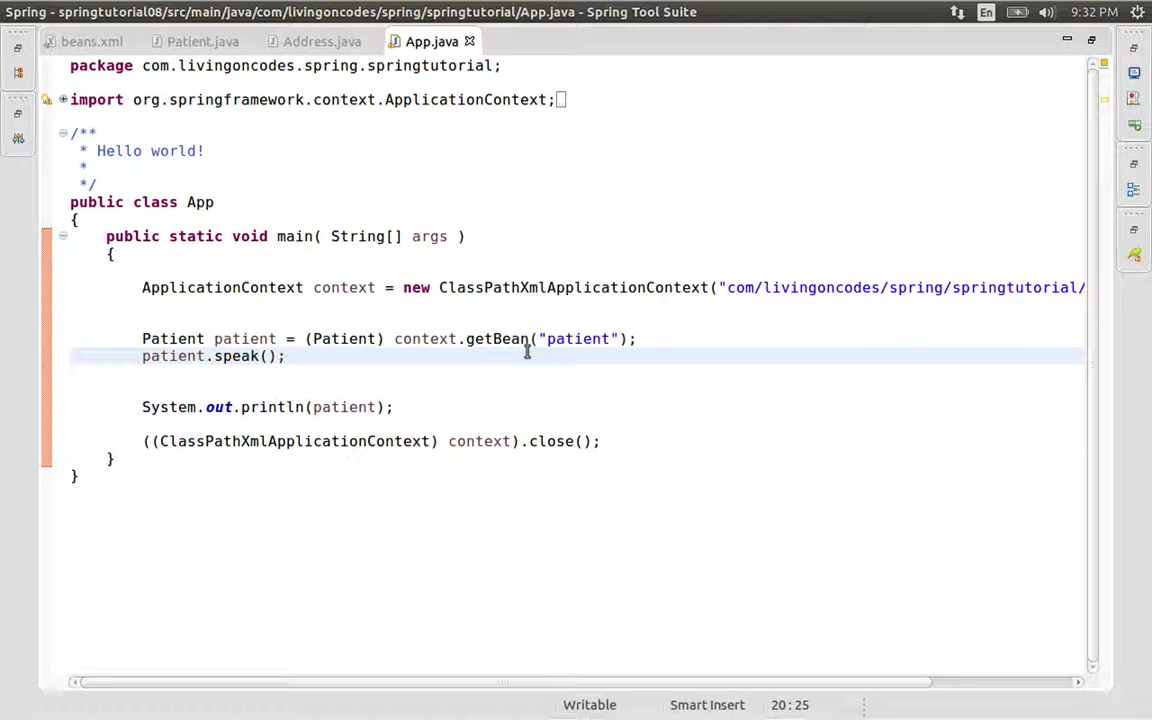 Spring - springtutorial08/src/main/java/com/livingoncodes/spring/springtutorial/App.java - Spring Tool Suite
En
9:32 PM
beans.xml
Patient.java
Address.java
App.java
package com.livingoncodes.spring.springtutorial;
import org.springframework.context.ApplicationContext;
/**
* Hello world!
*
*/
public class App
{
public static void main( String[] args )
{
ApplicationContext context = new ClassPathXmlApplicationContext("com/livingoncodes/spring/springtutorial/
Patient patient = (Patient) context.getBean("patient");
patient.speak();
System.out.println(patient);
((ClassPathXmlApplicationContext) context).close();
}
}
Writable
Smart Insert
20 : 25